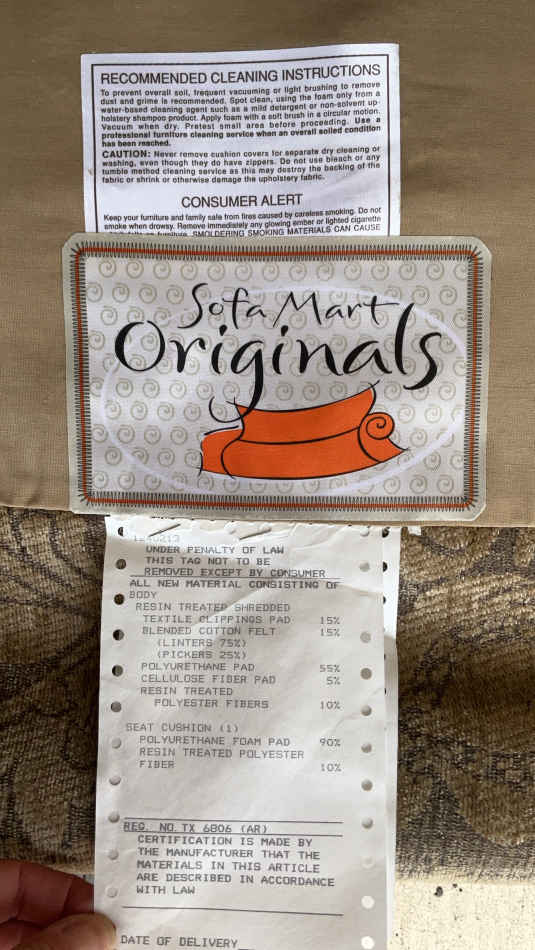 RECOMMENDED CLEANING INSTRUCTIONS
To prevent overall soil, frequent vacuuming or light brushing to remove
dust and grime is recommended. Spot clean, using the foam only from a
water-based cleaning agent such as a mild detergent or non-solvent up-
holstery shampoo product. Apply foam with a soft brush in a circular motion.
Vacuum when dry. Pretest small area before proceeding. Use a
professional furniture cleaning service when an overall soiled condition
has been reached.
CAUTION: Never remove cushion covers for separate dry cleaning or
washing, even though they do have zippers. Do not use bleach or any
tumble method cleaning service as this may destroy the backing of the
fabric or shrink or otherwise damage the upholstery fabric.
CONSUMER ALERT
Keep your furniture and family safe from fires caused by careless smoking. Do not
smoke when drowsy. Remove immediately any glowing ember or lighted cigarette
furniture. SMOLDERING SMOKING MATERIALS CAN CAUSE
Sofa Mart
Originals
UNDER PENALTY OF LAW
THIS TAG NOT TO BE
REMOVED EXCEPT BY CONSUMER
ALL NEW MATERIAL CONSISTING OF
BODY
RESIN TREATED SHREDDED
TEXTILE CLIPPINGS PAD 15%
BLENDED COTTON FELT 15%
(LINTERS 75%)
(PICKERS 25%)
POLYURETHANE PAD 55%
CELLULOSE FIBER PAD 5%
RESIN TREATED
POLYESTER FIBERS 10%
SEAT CUSHION (1)
POLYURETHANE FOAM PAD 90%
RESIN TREATED POLYESTER
FIBER 10%
REG. NO. TX 6806 (AR)
CERTIFICATION IS MADE BY
THE MANUFACTURER THAT THE
MATERIALS IN THIS ARTICLE
ARE DESCRIBED IN ACCORDANCE
WITH LAW
DATE OF DELIVERY